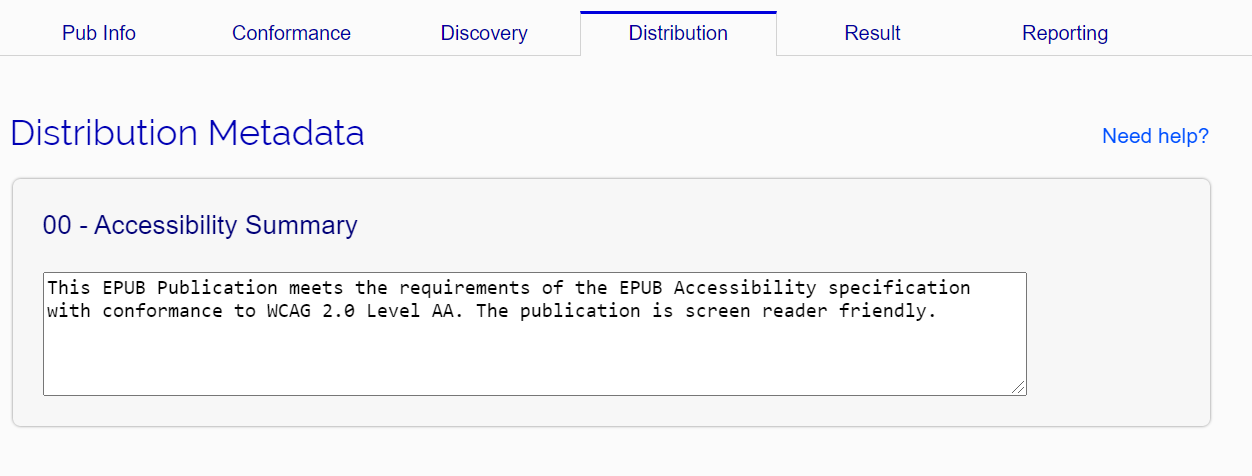 Pub Info Conformance Discovery Distribution Result Reporting
Distribution Metadata Need help?
00 - Accessibility Summary
This EPUB Publication meets the requirements of the EPUB Accessibility specification
with conformance to WCAG 2.0 Level AA. The publication is screen reader friendly.